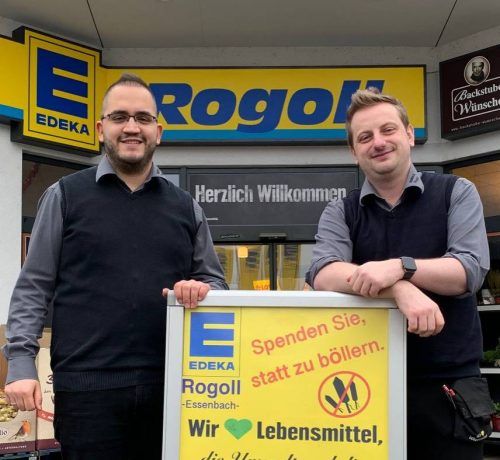 E
EDEKA
Rogoll
Backstube
Wünsche
Herzlich Willkommen
E
EDEKA
Rogoll
-Essenbach-
Spenden Sie,
statt zu böllern.
Wir Lebensmittel,